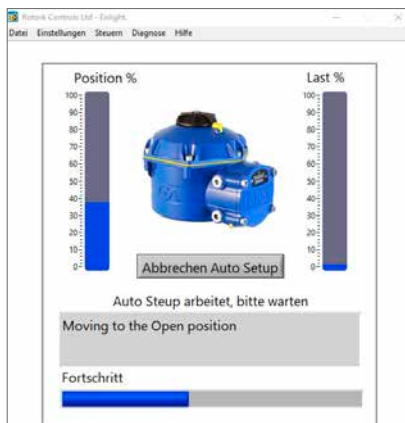 Rotork Controls Ltd - Enlight.
Datei Einstellungen Steuern Diagnose Hilfe
Position % Last %
100 100
90 90
80 80
70 70
60 60
50 50
40 40
30 30
20 20
10 10
0 0
Abbrechen Auto Setup
Auto Steup arbeitet, bitte warten
Moving to the Open position
Fortschritt